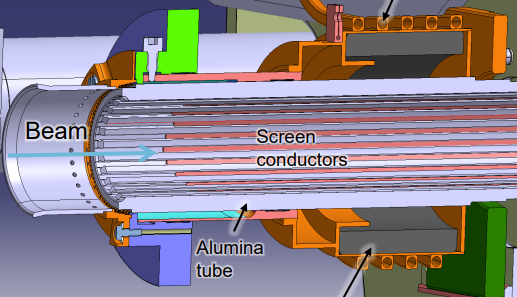 Beam
Screen
conductors
Alumina
tube